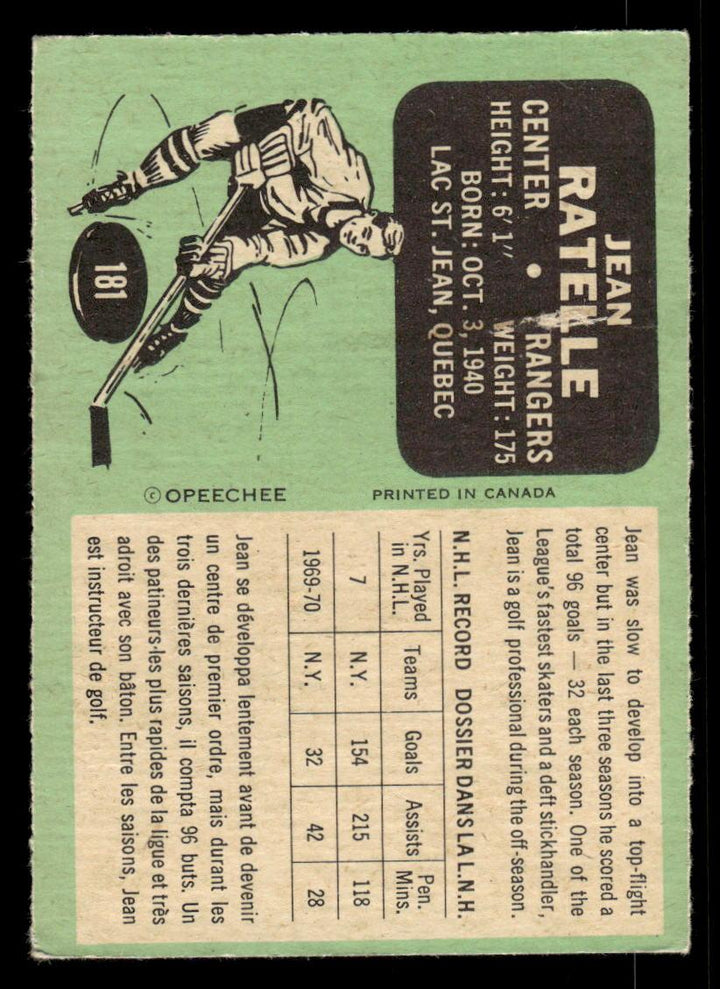 JEAN
RATELLE
CENTER • RANGERS
HEIGHT: 6'1" WEIGHT: 175
BORN: OCT. 3, 1940
LAC ST. JEAN, QUEBEC
181
© OPEECHEE PRINTED IN CANADA
Jean was slow to develop into a top-flight
center but in the last three seasons he scored a
total 96 goals — 32 each season. One of the
League's fastest skaters and a deft stickhandler,
Jean is a golf professional during the off-season.
N.H.L. RECORD DOSSIER DANS LA L.N.H.
Yrs. Played in N.H.L. Teams Goals Assists Pen. Mins.
7 N.Y. 154 215 118
1969-70 N.Y. 32 42 28
Jean se développa lentement avant de devenir
un centre de premier ordre, mais durant les
trois dernières saisons, il compta 96 buts. Un
des patineurs les plus rapides de la ligue et très
adroit avec son bâton. Entre les saisons, Jean
est instructeur de golf.